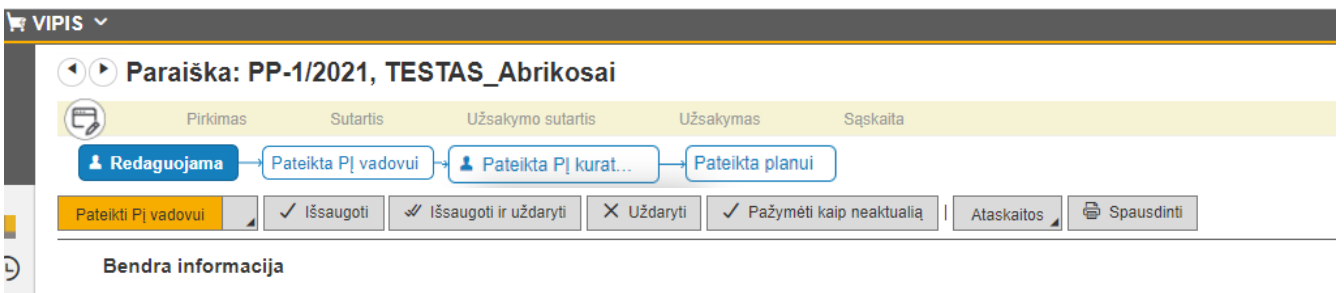 VIPIS
Paraiška: PP-1/2021, TESTAS_Abrikosai
Pirkimas Sutartis Užsakymo sutartis Užsakymas Sąskaita
Redaguojama Pateikta PĮ vadovui Pateikta PĮ kurat... Pateikta planui
Pateikti Pį vadovui Išsaugoti Išsaugoti ir uždaryti Uždaryti Pažymėti kaip neaktualią | Ataskaitos Spausdinti
Bendra informacija